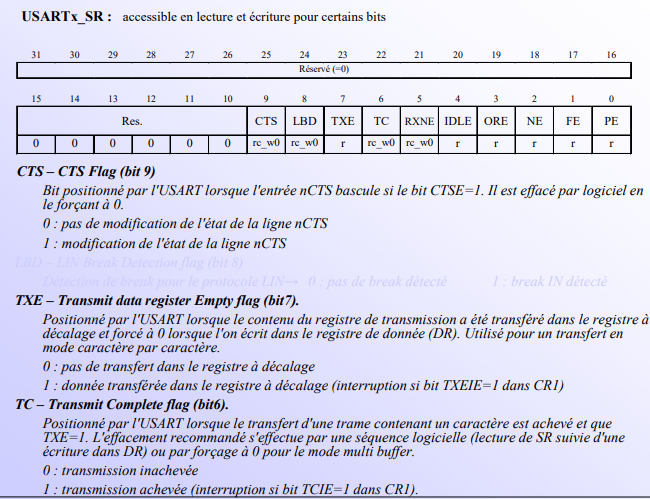 USARTx_SR : accessible en lecture et écriture pour certains bits
31 30 29 28 27 26 25 24 23 22 21 20 19 18 17 16
Réservé (=0)
15 14 13 12 11 10 9 8 7 6 5 4 3 2 1 0
Res. CTS LBD TXE TC RXNE IDLE ORE NE FE PE
0 0 0 0 0 0 rc_w0 rc_w0 r rc_w0 rc_w0 r r r r r
CTS – CTS Flag (bit 9)
Bit positionné par l'USART lorsque l'entrée nCTS bascule si le bit CTSE=1. Il est effacé par logiciel en
le forçant à 0.
0 : pas de modification de l'état de la ligne nCTS
1 : modification de l'état de la ligne nCTS
LBD – LIN Break Detection flag (bit 8)
Détection de break pour le protocole LIN→ 0 : pas de break détecté 1 : break IN détecté
TXE – Transmit data register Empty flag (bit7).
Positionné par l'USART lorsque le contenu du registre de transmission a été transféré dans le registre à
décalage et forcé à 0 lorsque l'on écrit dans le registre de donnée (DR). Utilisé pour un transfert en
mode caractère par caractère.
0 : pas de transfert dans le registre à décalage
1 : donnée transférée dans le registre à décalage (interruption si bit TXEIE=1 dans CR1)
TC – Transmit Complete flag (bit6).
Positionné par l'USART lorsque le transfert d'une trame contenant un caractère est achevé et que
TXE=1. L'effacement recommandé s'effectue par une séquence logicielle (lecture de SR suivie d'une
écriture dans DR) ou par forçage à 0 pour le mode multi buffer.
0 : transmission inachevée
1 : transmission achevée (interruption si bit TCIE=1 dans CR1).